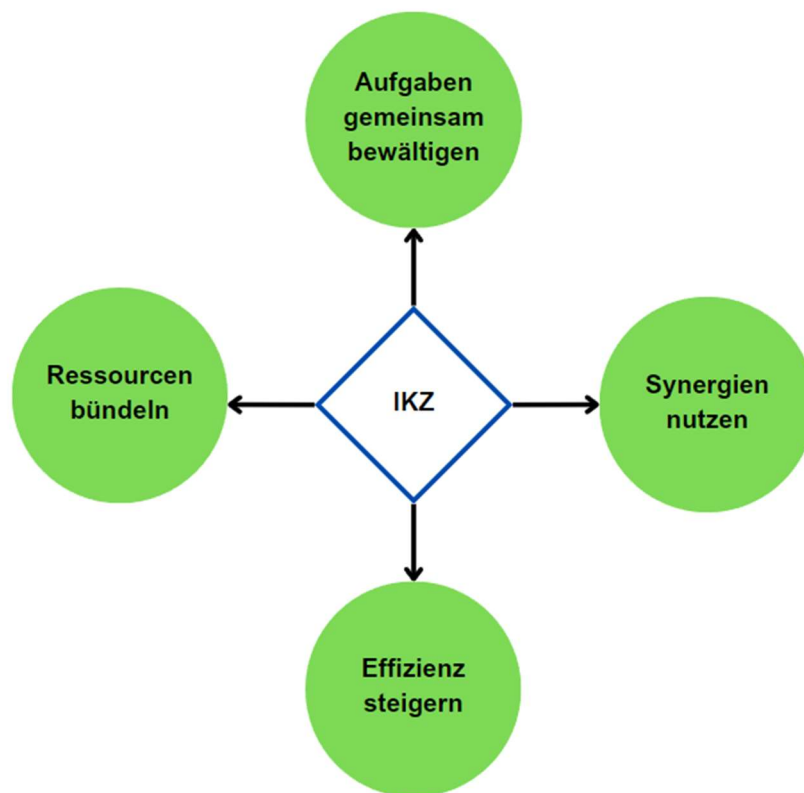 Aufgaben
gemeinsam
bewältigen
Ressourcen
bündeln
IKZ
Synergien
nutzen
Effizienz
steigern